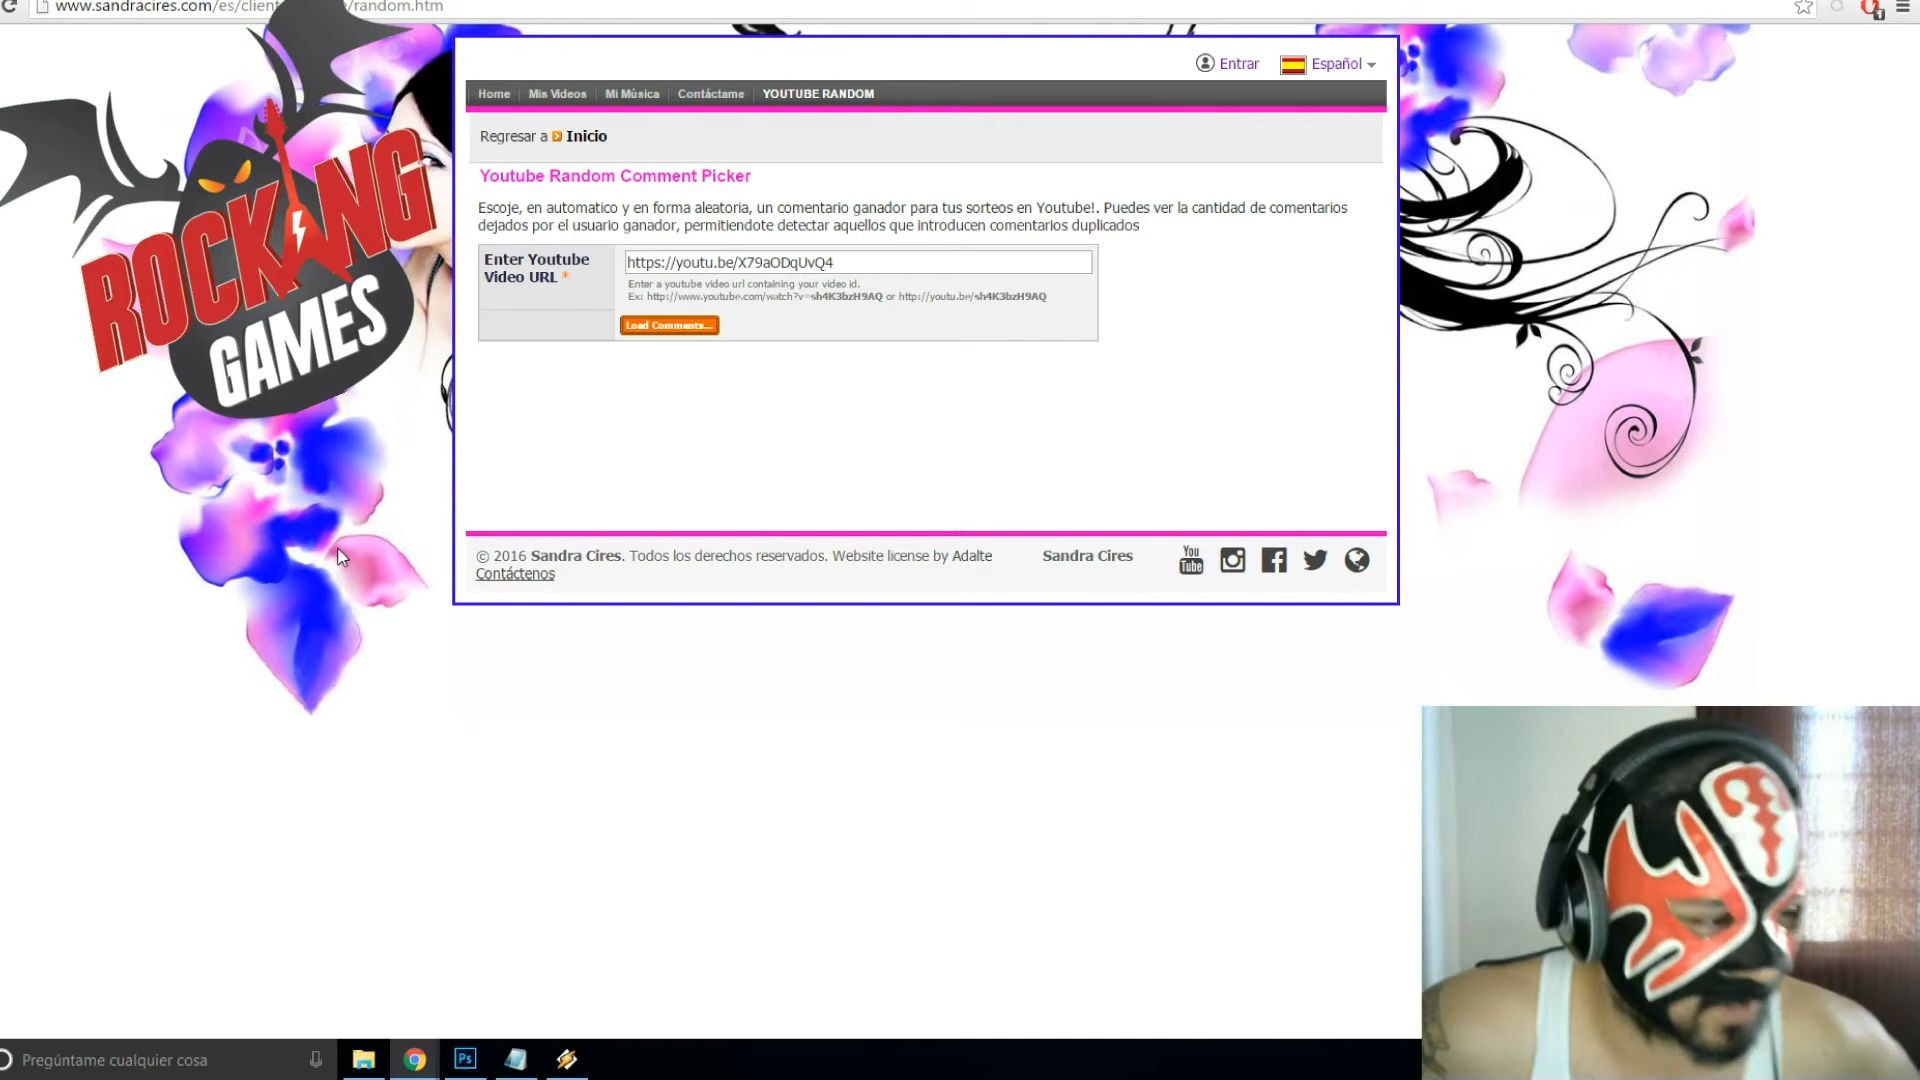 www.sandracires.com/es/client
e/random.htm
Entrar
Español
Home
Mis Videos
Mi Música
Contáctame
YOUTUBE RANDOM
ROCKANG
GAMES
Regresar a Inicio
Youtube Random Comment Picker
Escoje, en automatico y en forma aleatoria, un comentario ganador para tus sorteos en Youtube!. Puedes ver la cantidad de comentarios
dejados por el usuario ganador, permitiendote detectar aquellos que introducen comentarios duplicados
Enter Youtube
Video URL *
https://youtu.be/X79aODqUvQ4
Enter a youtube video url containing your video id.
Ex: http://www.youtube.com/watch?v=sh4K3bzH9AQ or http://youtu.be/sh4K3bzH9AQ
Load Comments...
© 2016 Sandra Cires. Todos los derechos reservados. Website license by Adalte
Contáctenos
Sandra Cires
You
Tube
Pregúntame cualquier cosa
Ps
1